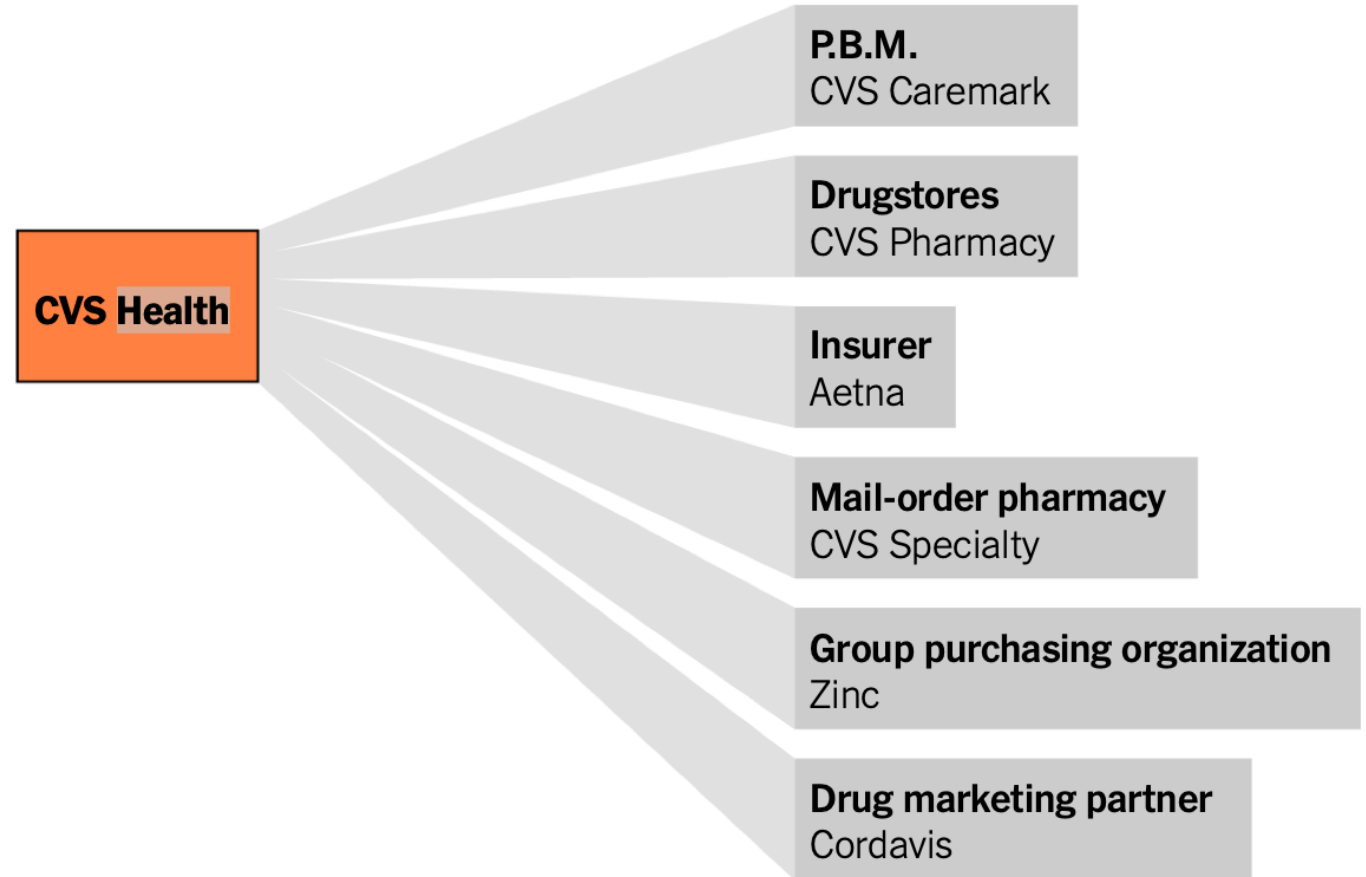 P.B.M.
CVS Caremark
Drugstores
CVS Pharmacy
CVS Health
Insurer
Aetna
Mail-order pharmacy
CVS Specialty
Group purchasing organization
Zinc
Drug marketing partner
Cordavis